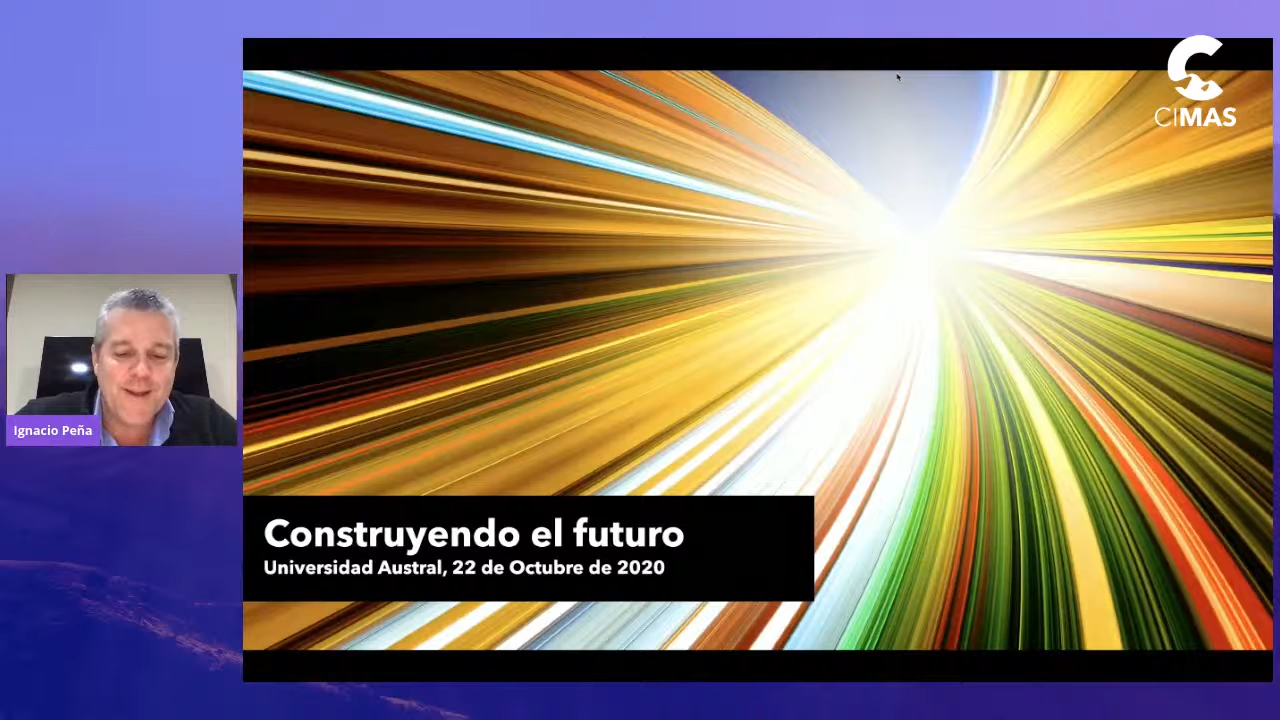 CIMAS
Ignacio Peña
Construyendo el futuro
Universidad Austral, 22 de Octubre de 2020